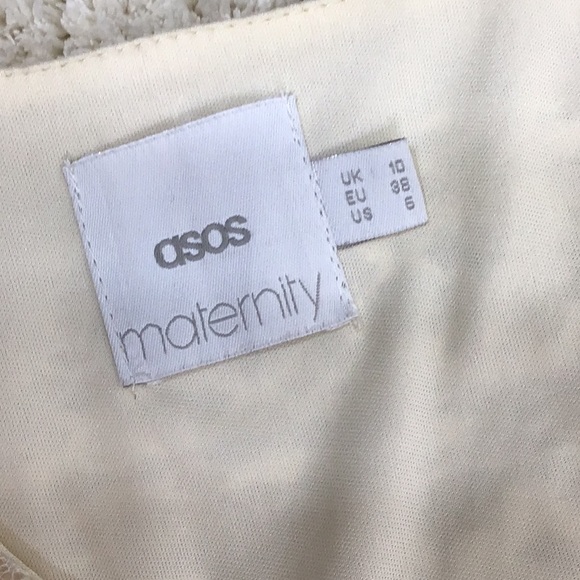 asos
maternity
UK 10
EU 38
US 6